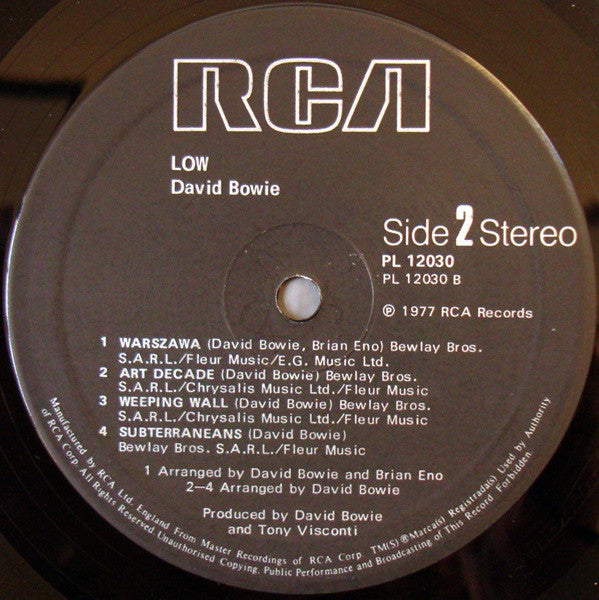 RCA
LOW
David Bowie
Side 2 Stereo
PL 12030
PL 12030 B
℗ 1977 RCA Records
1 WARSZAWA (David Bowie, Brian Eno) Bewlay Bros.
S.A.R.L./Fleur Music/E.G. Music Ltd.
2 ART DECADE (David Bowie) Bewlay Bros.
S.A.R.L./Chrysalis Music Ltd./Fleur Music
3 WEEPING WALL (David Bowie) Bewlay Bros.
S.A.R.L./Chrysalis Music Ltd./Fleur Music
4 SUBTERRANEANS (David Bowie)
Bewlay Bros. S.A.R.L./Fleur Music
1 Arranged by David Bowie and Brian Eno
2—4 Arranged by David Bowie
Produced by David Bowie
and Tony Visconti
Manufactured by RCA Ltd. England From Master Recordings of RCA Corp. TM(S) ® Marca(s) Registrada(s) Used by Authority
of RCA Corp. All Rights Reserved Unauthorised Copying, Public Performance and Broadcasting of This Record Forbidden.